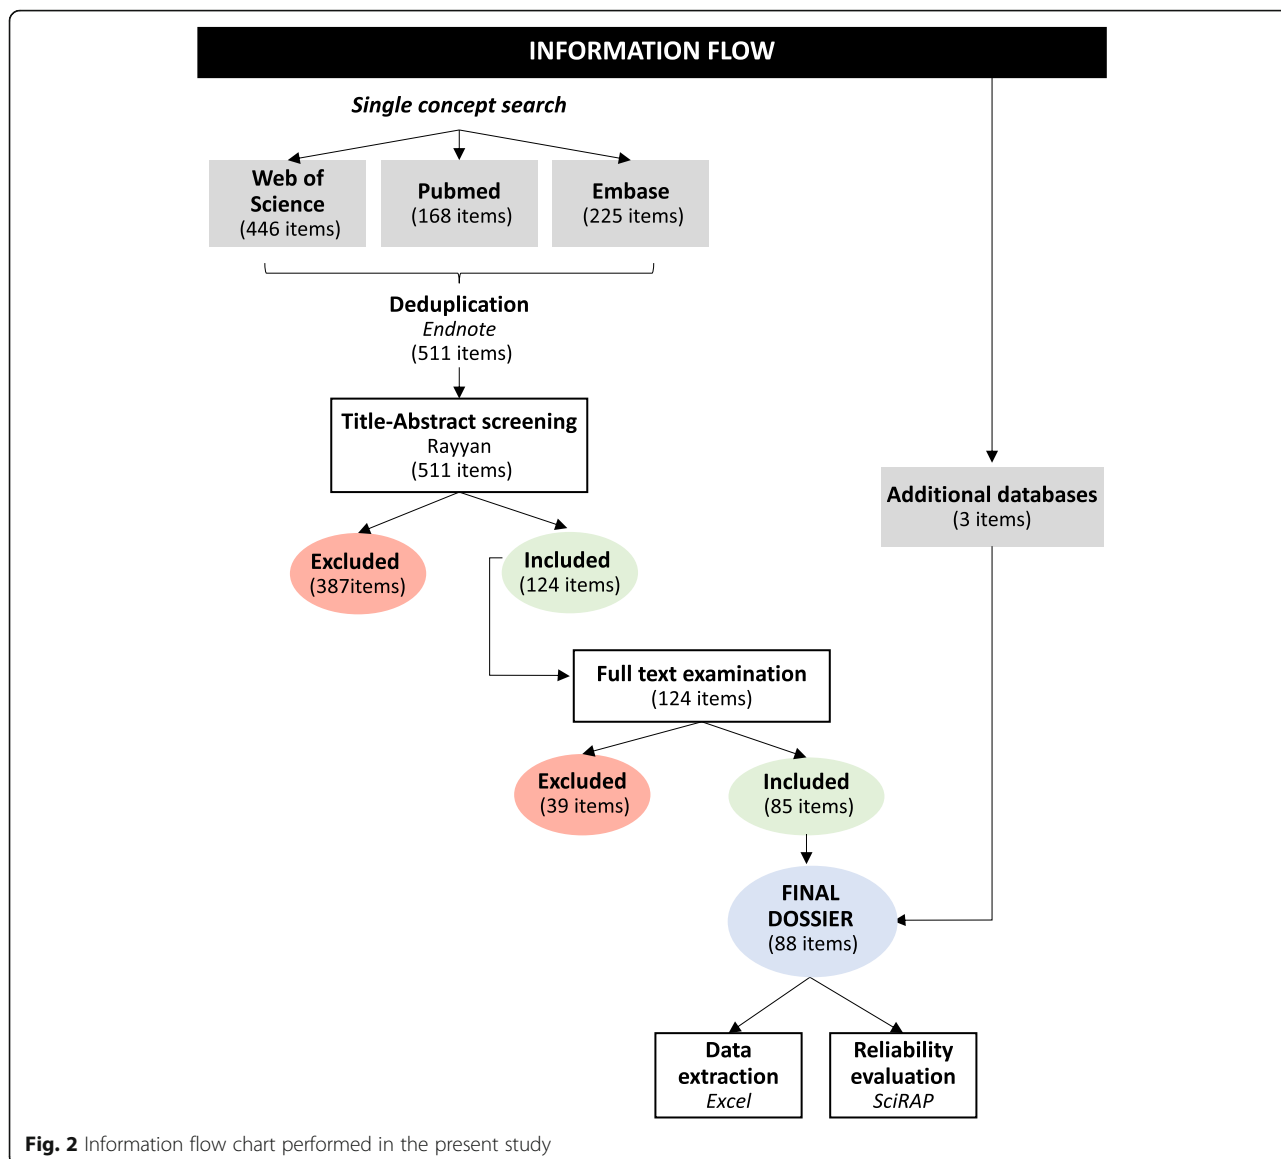 INFORMATION FLOW
Single concept search
Web of
Science
(446 items)
Pubmed
(168 items)
Embase
(225 items)
Deduplication
Endnote
(511 items)
Title-Abstract screening
Rayyan
(511 items)
Additional databases
(3 items)
Excluded
(387items)
Included
(124 items)
Full text examination
(124 items)
Excluded
(39 items)
Included
(85 items)
FINAL
DOSSIER
(88 items)
Data
extraction
Excel
Reliability
evaluation
SciRAP
Fig. 2 Information flow chart performed in the present study